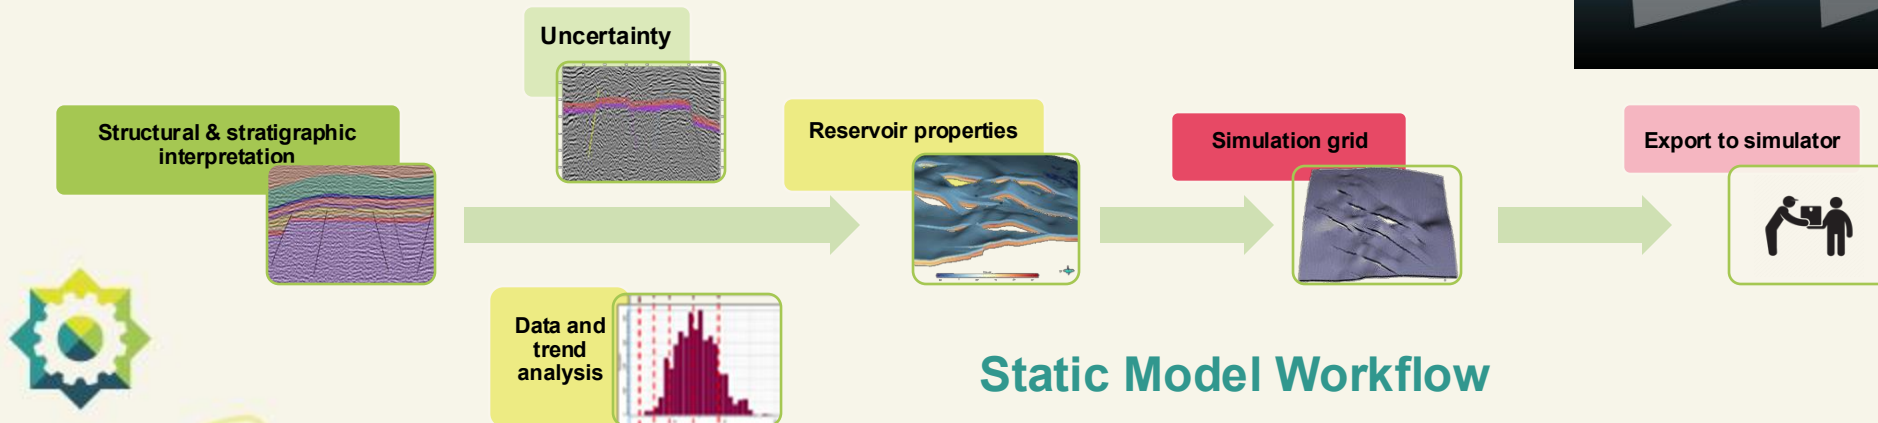 Uncertainty
Structural & stratigraphic
interpretation
Reservoir properties
Simulation grid
Export to simulator
Data and
trend
analysis
Static Model Workflow